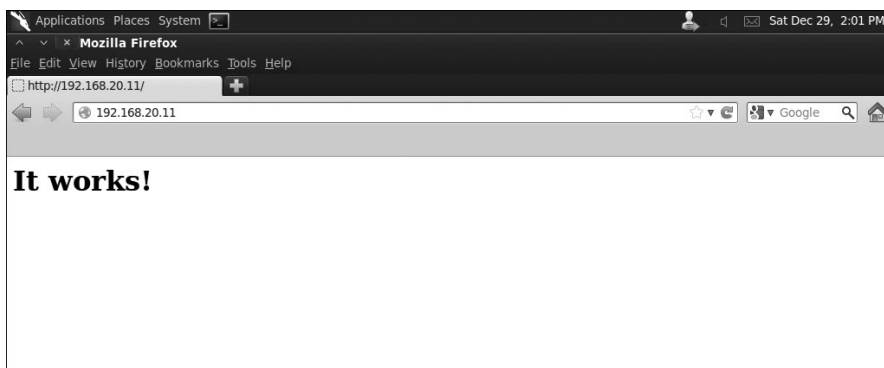 Applications Places System Sat Dec 29, 2:01 PM
Mozilla Firefox
File Edit View History Bookmarks Tools Help
http://192.168.20.11/
192.168.20.11 Google
It works!